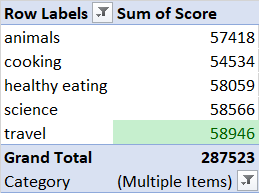 Row Labels Sum of Score
animals 57418
cooking 54534
healthy eating 58059
science 58566
travel 58946
Grand Total 287523
Category (Multiple Items)